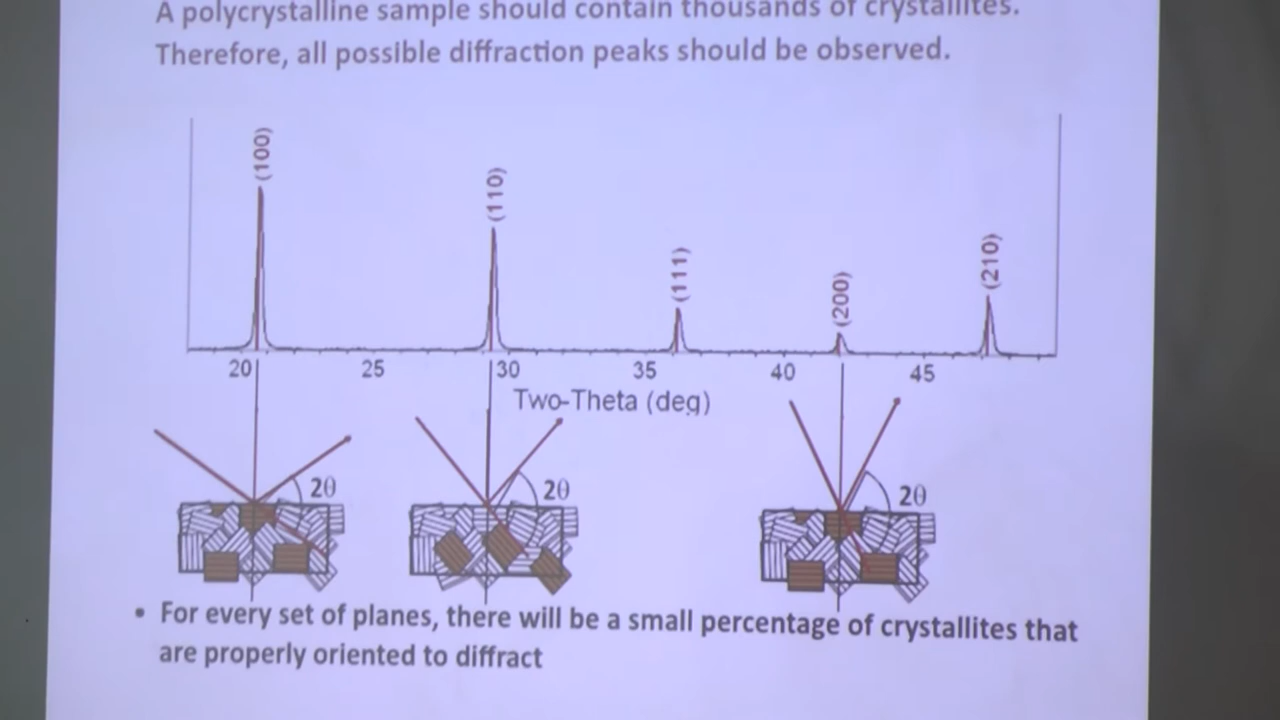 A polycrystalline sample should contain thousands of crystallites.
Therefore, all possible diffraction peaks should be observed.
(100)
(110)
(111)
(200)
(210)
20 25 30 35 40 45
Two-Theta (deg)
2θ 2θ 2θ
• For every set of planes, there will be a small percentage of crystallites that
are properly oriented to diffract